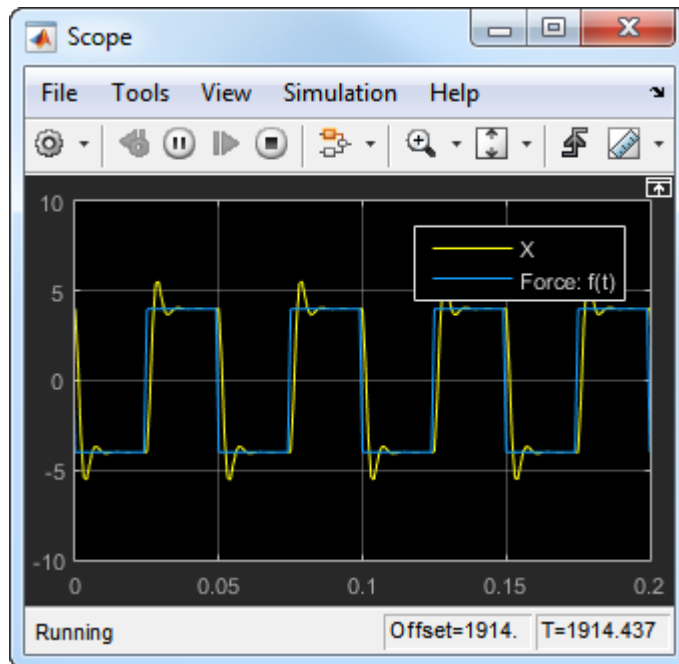 Scope
File Tools View Simulation Help
10
5
0
-5
-10
X
Force: f(t)
0 0.05 0.1 0.15 0.2
Running Offset=1914. T=1914.437